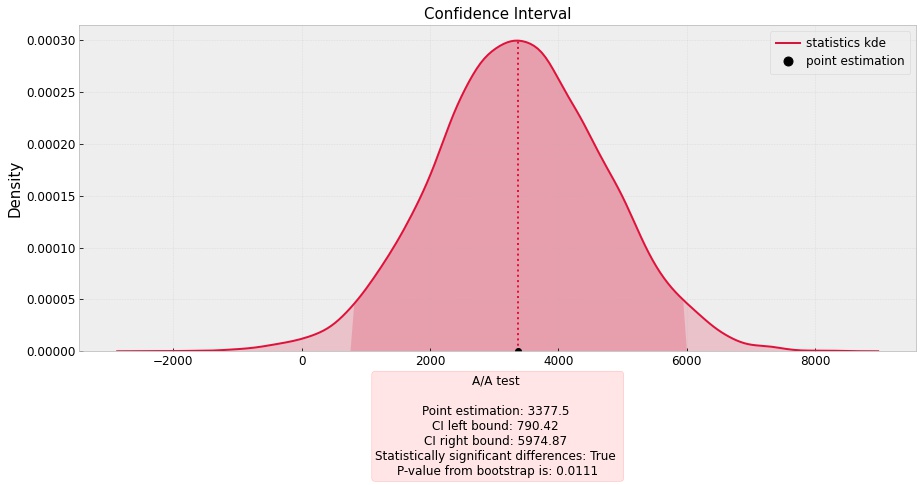 Confidence Interval
statistics kde
point estimation
Density
0.00030
0.00025
0.00020
0.00015
0.00010
0.00005
0.00000
−2000 0 2000 4000 6000 8000
A/A test
Point estimation: 3377.5
CI left bound: 790.42
CI right bound: 5974.87
Statistically significant differences: True
P-value from bootstrap is: 0.0111